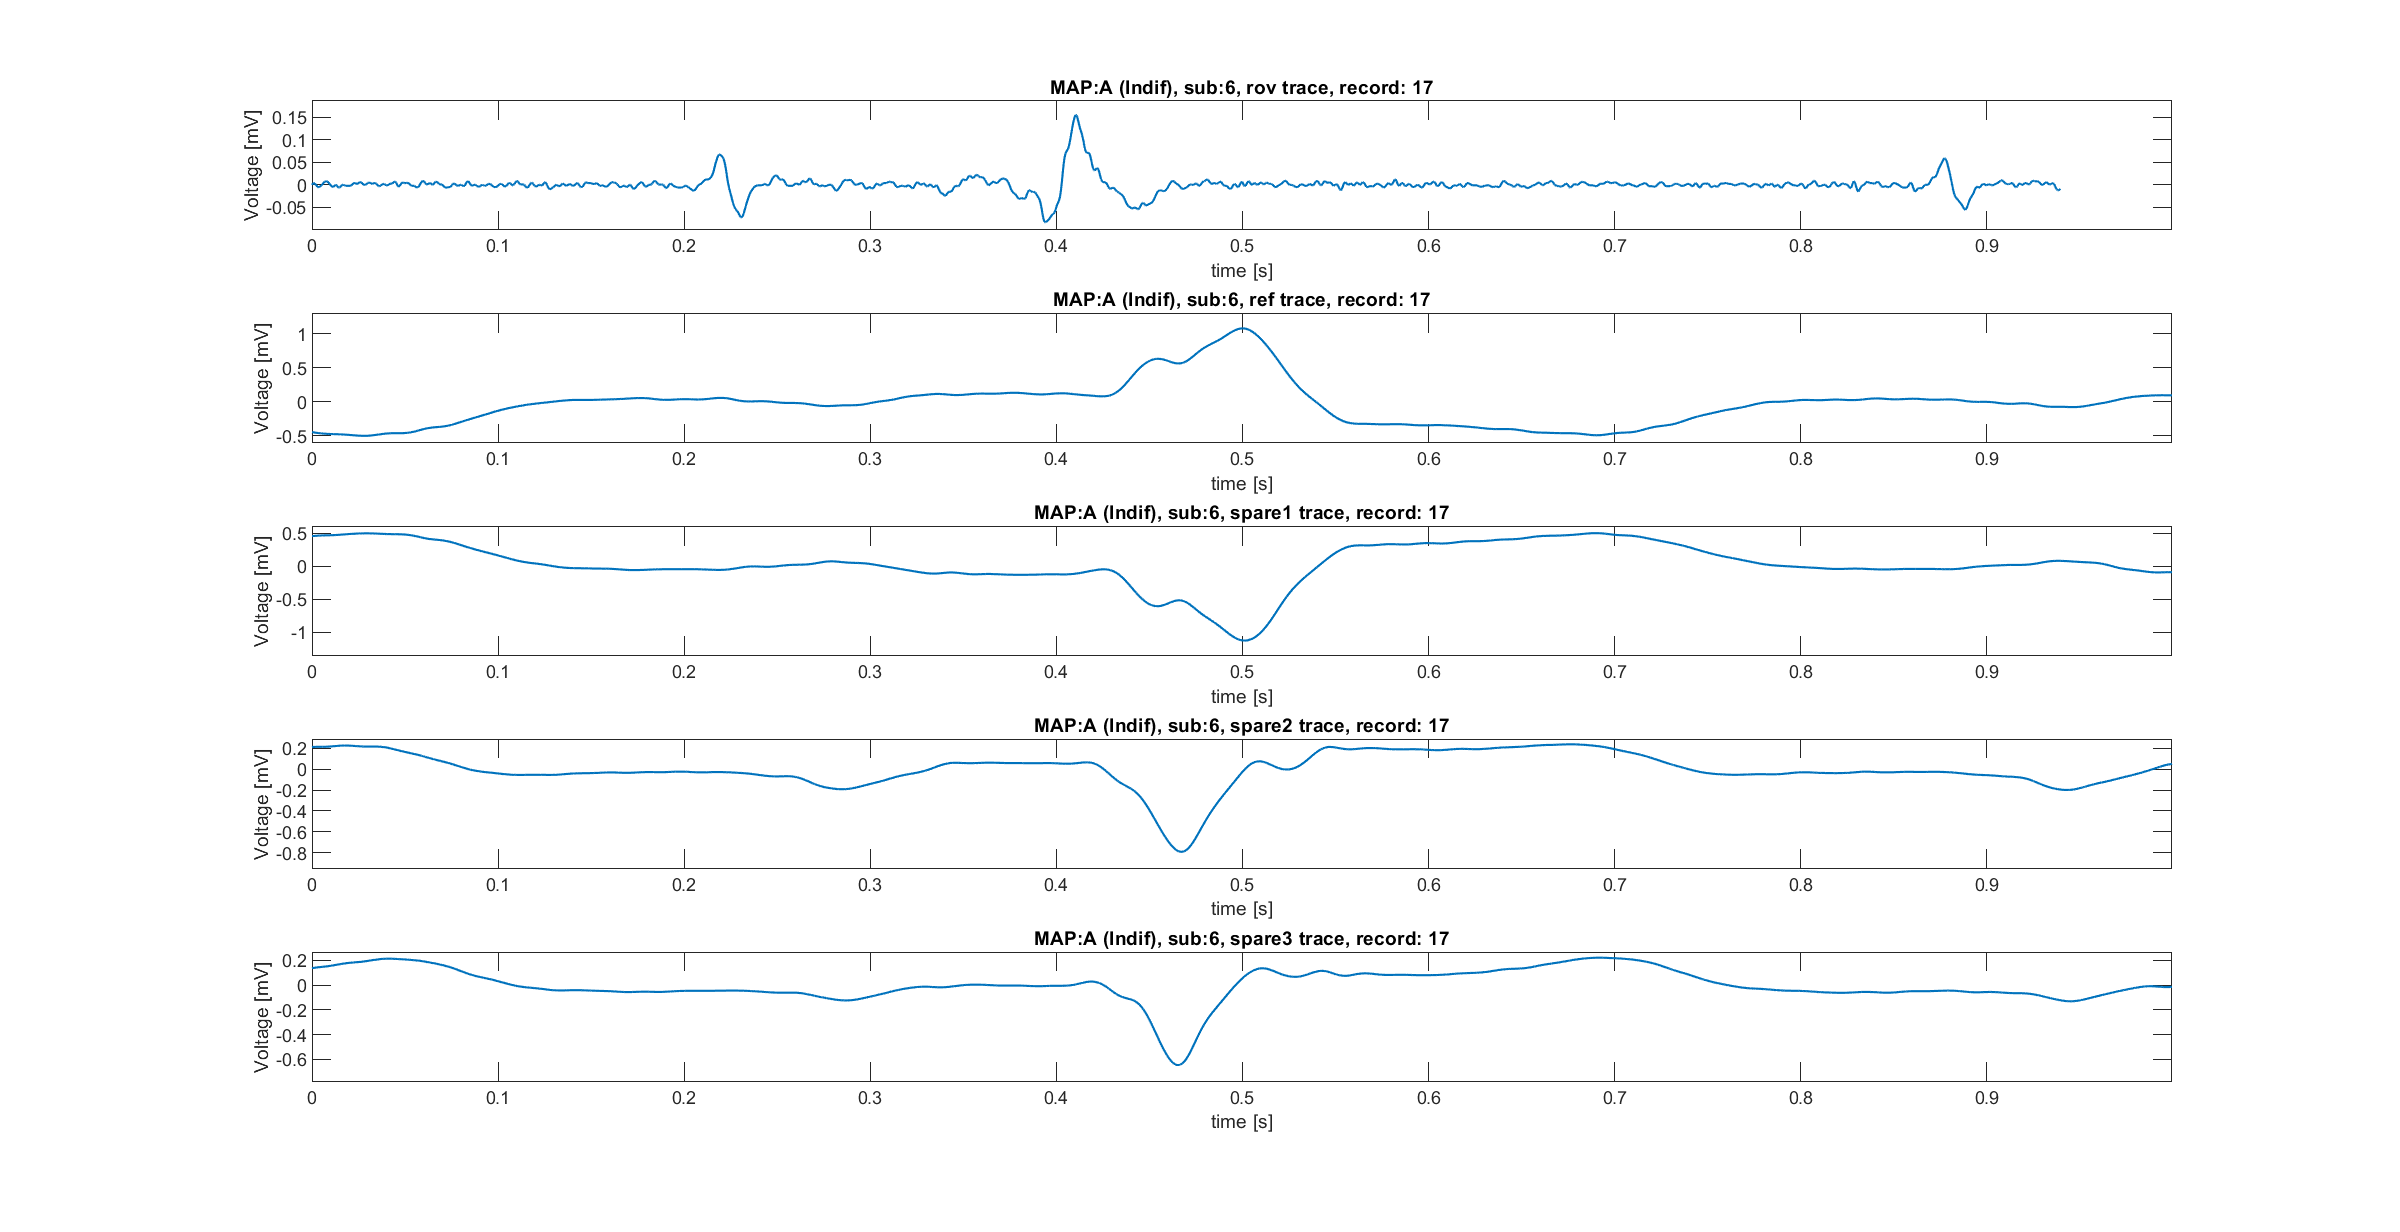 MAP:A (Indif), sub:6, rov trace, record: 17
Voltage [mV]
0.15
0.1
0.05
0
-0.05
0 0.1 0.2 0.3 0.4 0.5 0.6 0.7 0.8 0.9
time [s]
MAP:A (Indif), sub:6, ref trace, record: 17
Voltage [mV]
1
0.5
0
-0.5
0 0.1 0.2 0.3 0.4 0.5 0.6 0.7 0.8 0.9
time [s]
MAP:A (Indif), sub:6, spare1 trace, record: 17
Voltage [mV]
0.5
0
-0.5
-1
0 0.1 0.2 0.3 0.4 0.5 0.6 0.7 0.8 0.9
time [s]
MAP:A (Indif), sub:6, spare2 trace, record: 17
Voltage [mV]
0.2
0
-0.2
-0.4
-0.6
-0.8
0 0.1 0.2 0.3 0.4 0.5 0.6 0.7 0.8 0.9
time [s]
MAP:A (Indif), sub:6, spare3 trace, record: 17
Voltage [mV]
0.2
0
-0.2
-0.4
-0.6
0 0.1 0.2 0.3 0.4 0.5 0.6 0.7 0.8 0.9
time [s]